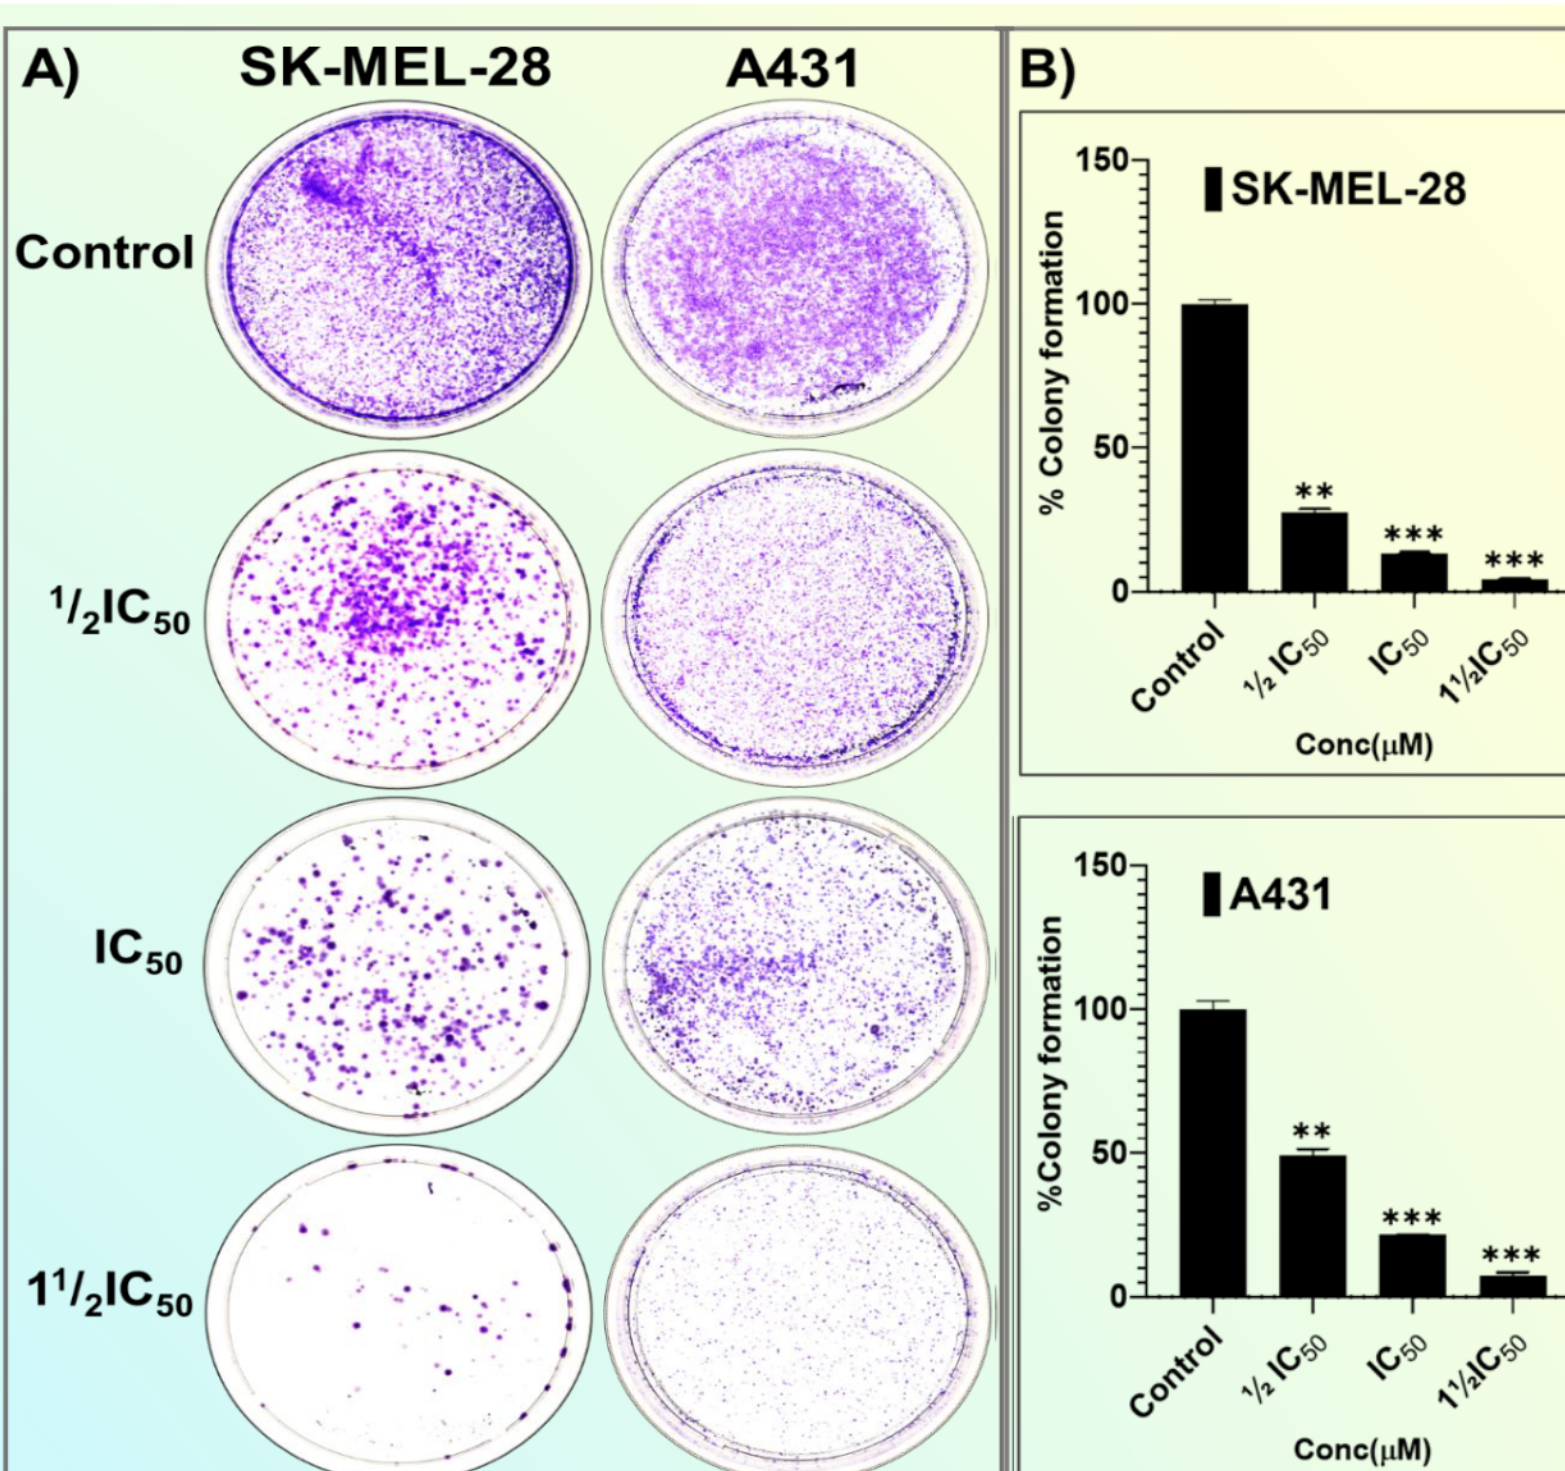 A)
SK-MEL-28 A431
Control
¹/₂IC₅₀
IC₅₀
1¹/₂IC₅₀
B)
SK-MEL-28
% Colony formation
150
100
50
0
**
***
***
Control ½ IC₅₀ IC₅₀ 1½IC₅₀
Conc(μM)
A431
%Colony formation
150
100
50
0
**
***
***
Control ½ IC₅₀ IC₅₀ 1½IC₅₀
Conc(μM)